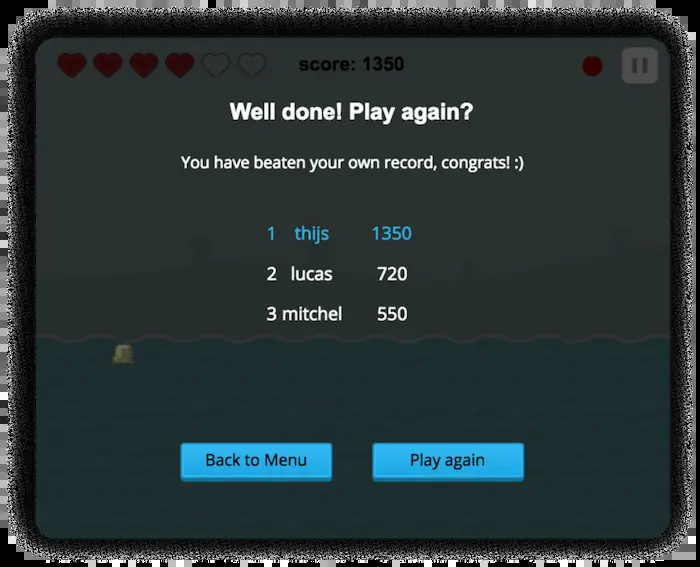 score: 1350
Well done! Play again?
You have beaten your own record, congrats! :)
1 thijs 1350
2 lucas 720
3 mitchel 550
Back to Menu Play again